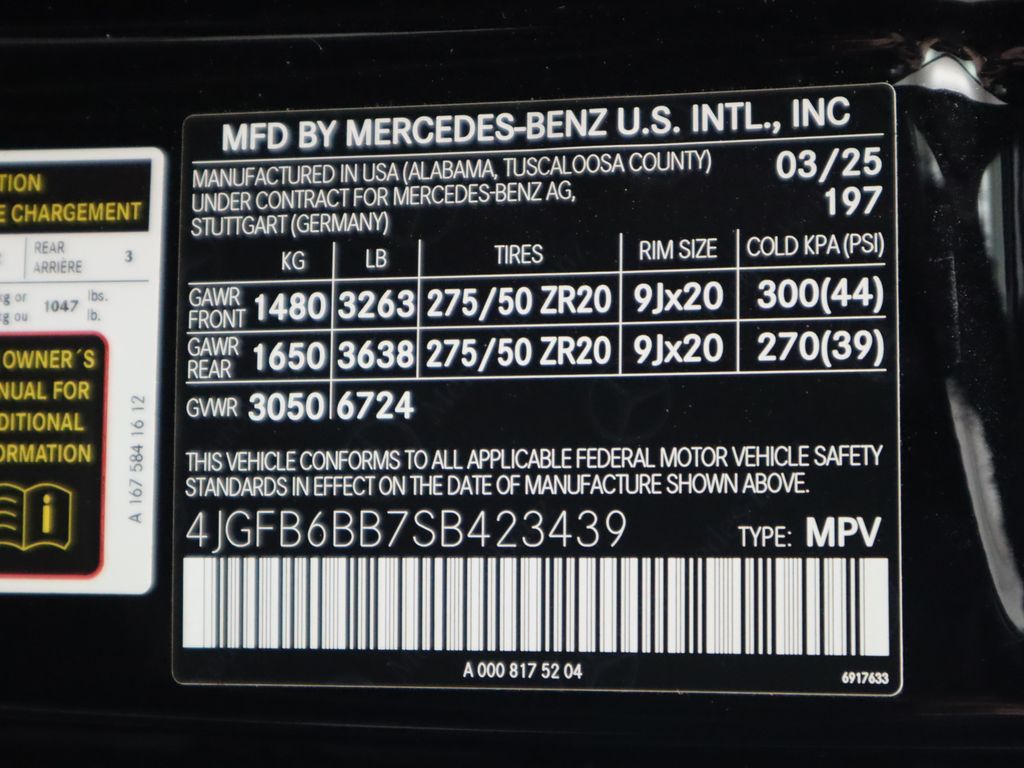 TION
E CHARGEMENT
REAR
ARRIÈRE
3
kg or
kg ou
1047
lbs.
lb.
OWNER´S
NUAL FOR
DITIONAL
ORMATION
A 167 584 16 12
MFD BY MERCEDES-BENZ U.S. INTL., INC
MANUFACTURED IN USA (ALABAMA, TUSCALOOSA COUNTY) 03/25
UNDER CONTRACT FOR MERCEDES-BENZ AG, 197
STUTTGART (GERMANY)
KG LB TIRES RIM SIZE COLD KPA (PSI)
GAWR FRONT 1480 3263 275/50 ZR20 9Jx20 300(44)
GAWR REAR 1650 3638 275/50 ZR20 9Jx20 270(39)
GVWR 3050 6724
THIS VEHICLE CONFORMS TO ALL APPLICABLE FEDERAL MOTOR VEHICLE SAFETY
STANDARDS IN EFFECT ON THE DATE OF MANUFACTURE SHOWN ABOVE.
4JGFB6BB7SB423439 TYPE: MPV
A 000 817 52 04
6917633